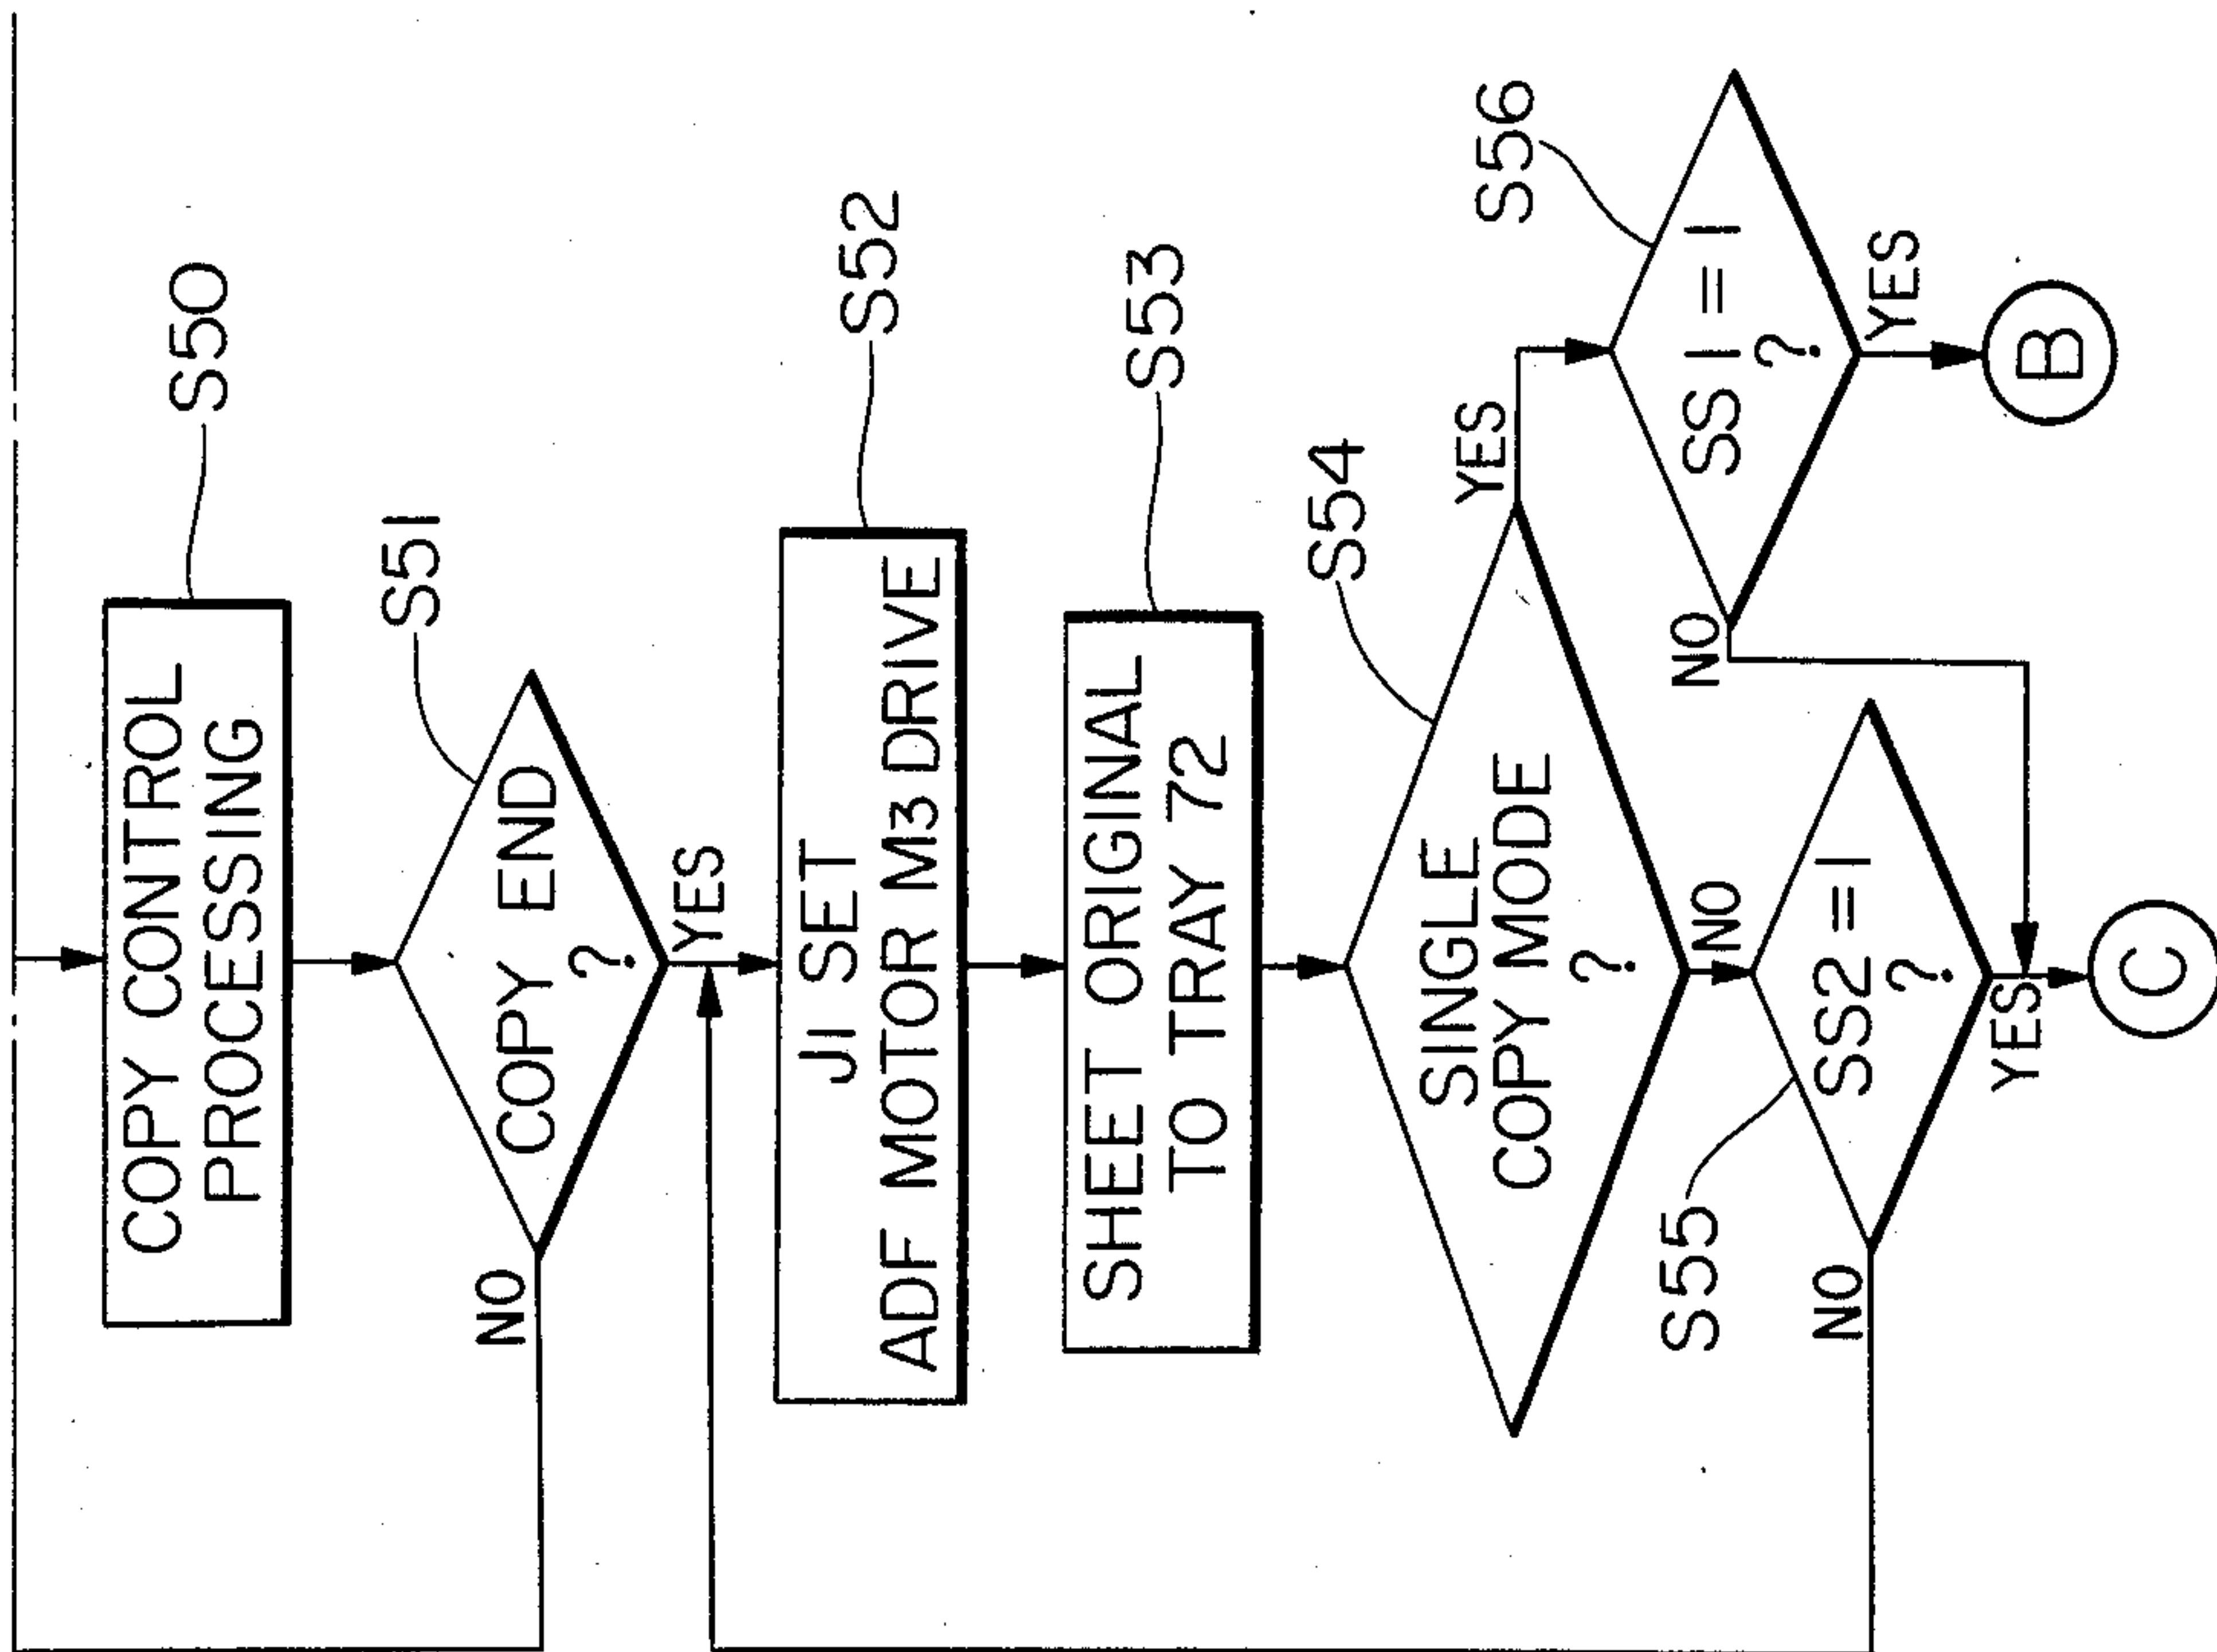 S50
COPY CONTROL
PROCESSING
S51
COPY END
?
NO
YES
S52
J1 SET
ADF MOTOR M3 DRIVE
S53
SHEET ORIGINAL
TO TRAY 72
S54
SINGLE
COPY MODE
?
YES
NO
S55
SS2=1
?
NO
YES
S56
SS1=1
?
NO
YES
B
C